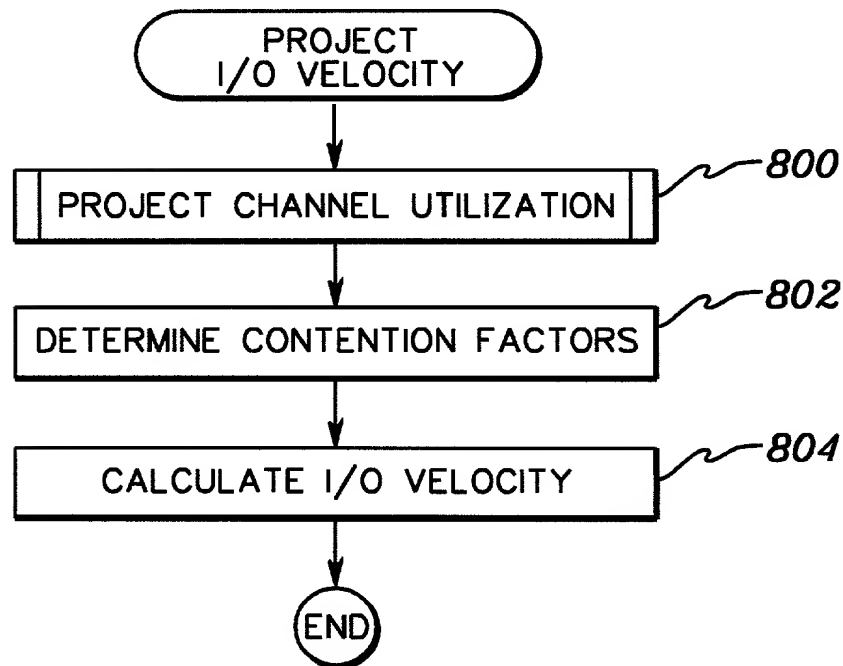 PROJECT
I/O VELOCITY
PROJECT CHANNEL UTILIZATION
800
DETERMINE CONTENTION FACTORS
802
CALCULATE I/O VELOCITY
804
END